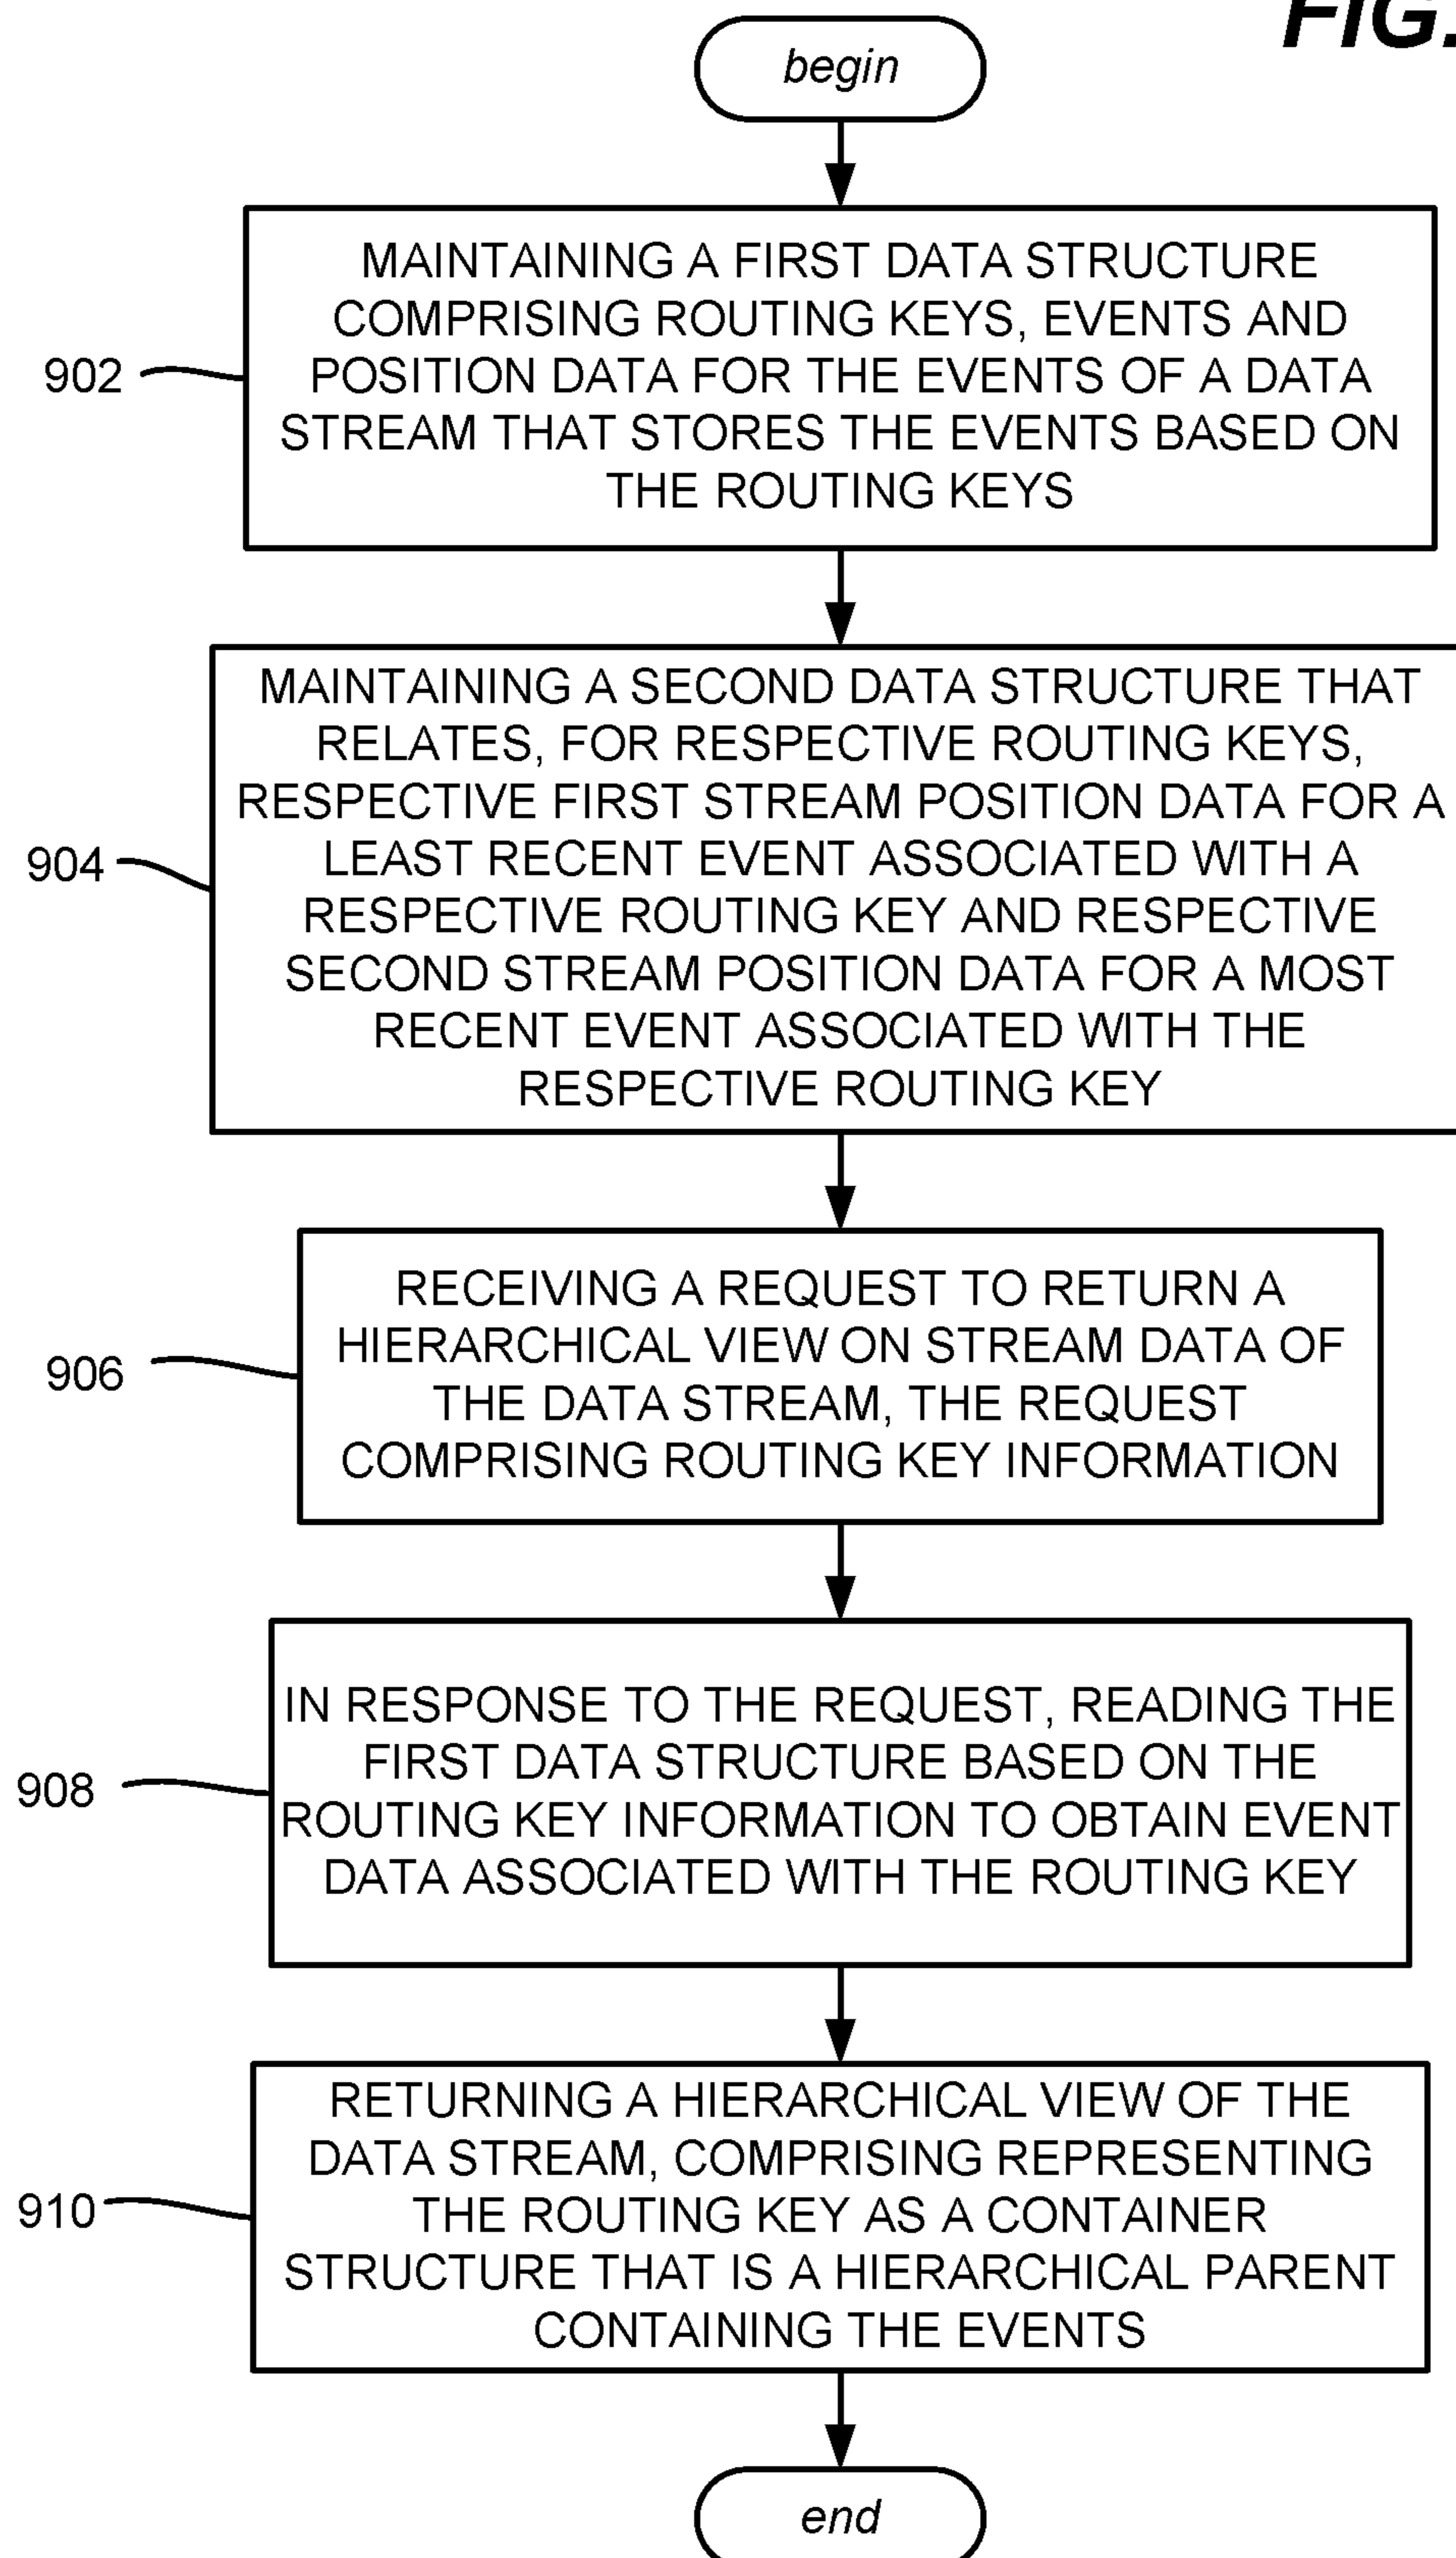 FIG.
begin
MAINTAINING A FIRST DATA STRUCTURE
COMPRISING ROUTING KEYS, EVENTS AND
POSITION DATA FOR THE EVENTS OF A DATA
STREAM THAT STORES THE EVENTS BASED ON
THE ROUTING KEYS
902
MAINTAINING A SECOND DATA STRUCTURE THAT
RELATES, FOR RESPECTIVE ROUTING KEYS,
RESPECTIVE FIRST STREAM POSITION DATA FOR A
LEAST RECENT EVENT ASSOCIATED WITH A
RESPECTIVE ROUTING KEY AND RESPECTIVE
SECOND STREAM POSITION DATA FOR A MOST
RECENT EVENT ASSOCIATED WITH THE
RESPECTIVE ROUTING KEY
904
RECEIVING A REQUEST TO RETURN A
HIERARCHICAL VIEW ON STREAM DATA OF
THE DATA STREAM, THE REQUEST
COMPRISING ROUTING KEY INFORMATION
906
IN RESPONSE TO THE REQUEST, READING THE
FIRST DATA STRUCTURE BASED ON THE
ROUTING KEY INFORMATION TO OBTAIN EVENT
DATA ASSOCIATED WITH THE ROUTING KEY
908
RETURNING A HIERARCHICAL VIEW OF THE
DATA STREAM, COMPRISING REPRESENTING
THE ROUTING KEY AS A CONTAINER
STRUCTURE THAT IS A HIERARCHICAL PARENT
CONTAINING THE EVENTS
910
end